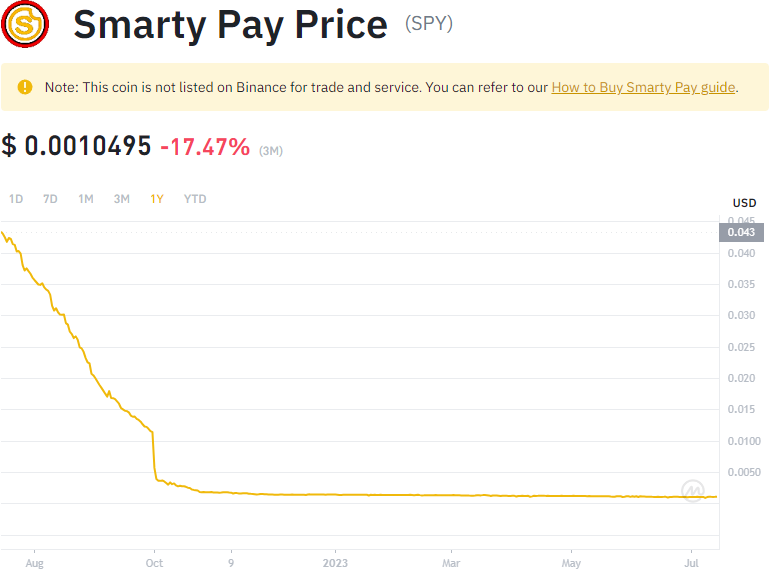 Smarty Pay Price (SPY)
Note: This coin is not listed on Binance for trade and service. You can refer to our How to Buy Smarty Pay guide.
$ 0.0010495 -17.47% (3M)
1D 7D 1M 3M 1Y YTD
USD
0.045
0.043
0.040
0.035
0.030
0.025
0.020
0.015
0.0100
0.0050
Aug Oct 9 2023 Mar May Jul